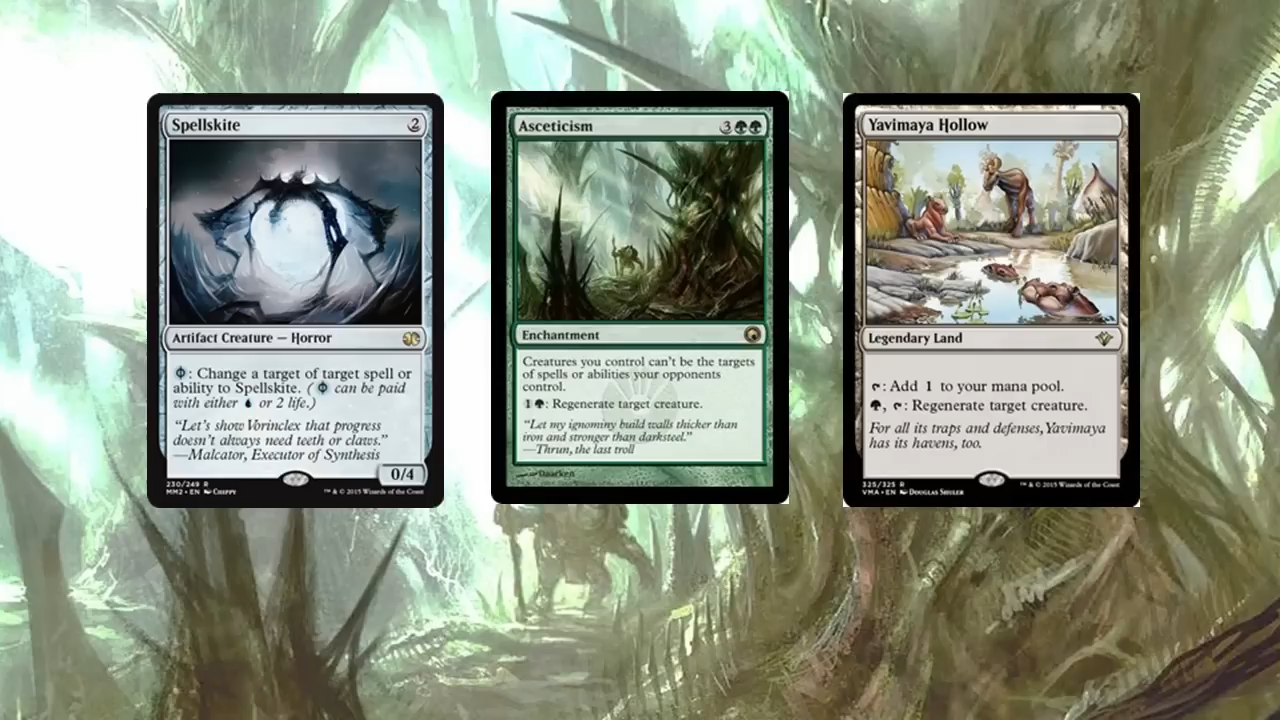 Spellskite 2
Artifact Creature — Horror
: Change a target of target spell or
ability to Spellskite. ( can be paid
with either or 2 life.)
"Let's show Vorinclex that progress
doesn't always need teeth or claws."
—Malcator, Executor of Synthesis
0/4
230/249 R
MM2 • EN Chippy
™ & © 2015 Wizards of the Coast
Asceticism 3
Enchantment
Creatures you control can't be the targets
of spells or abilities your opponents
control.
1 : Regenerate target creature.
"Let my ignominy build walls thicker than
iron and stronger than darksteel."
—Thrun, the last troll
Daarken
Yavimaya Hollow
Legendary Land
: Add 1 to your mana pool.
, : Regenerate target creature.
For all its traps and defenses, Yavimaya
has its havens, too.
325/325 R
VMA • EN Douglas Shuler
™ & © 2015 Wizards of the Coast